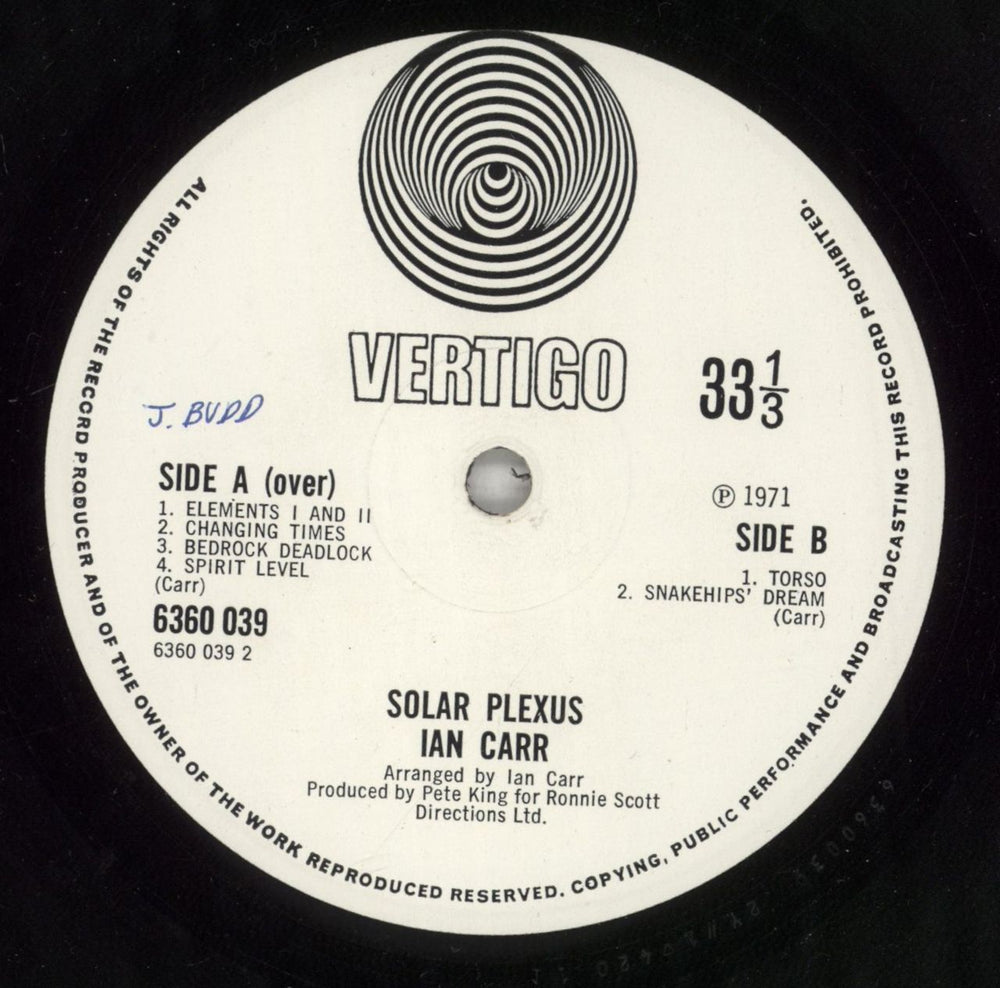 VERTIGO
33 1/3
J. BUDD
SIDE A (over)
1. ELEMENTS I AND II
2. CHANGING TIMES
3. BEDROCK DEADLOCK
4. SPIRIT LEVEL
(Carr)
6360 039
6360 039 2
℗ 1971
SIDE B
1. TORSO
2. SNAKEHIPS' DREAM
(Carr)
SOLAR PLEXUS
IAN CARR
Arranged by Ian Carr
Produced by Pete King for Ronnie Scott
Directions Ltd.
ALL RIGHTS OF THE RECORD PRODUCER AND OF THE OWNER OF THE WORK REPRODUCED RESERVED. COPYING, PUBLIC PERFORMANCE AND BROADCASTING THIS RECORD PROHIBITED.